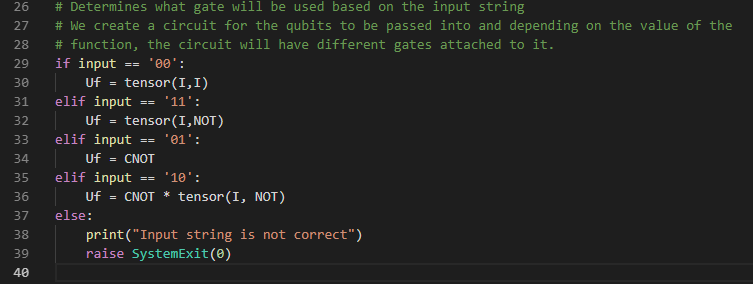 26 # Determines what gate will be used based on the input string
27 # We create a circuit for the qubits to be passed into and depending on the value of the
28 # function, the circuit will have different gates attached to it.
29 if input == '00':
30     Uf = tensor(I,I)
31 elif input == '11':
32     Uf = tensor(I,NOT)
33 elif input == '01':
34     Uf = CNOT
35 elif input == '10':
36     Uf = CNOT * tensor(I, NOT)
37 else:
38     print("Input string is not correct")
39     raise SystemExit(0)
40